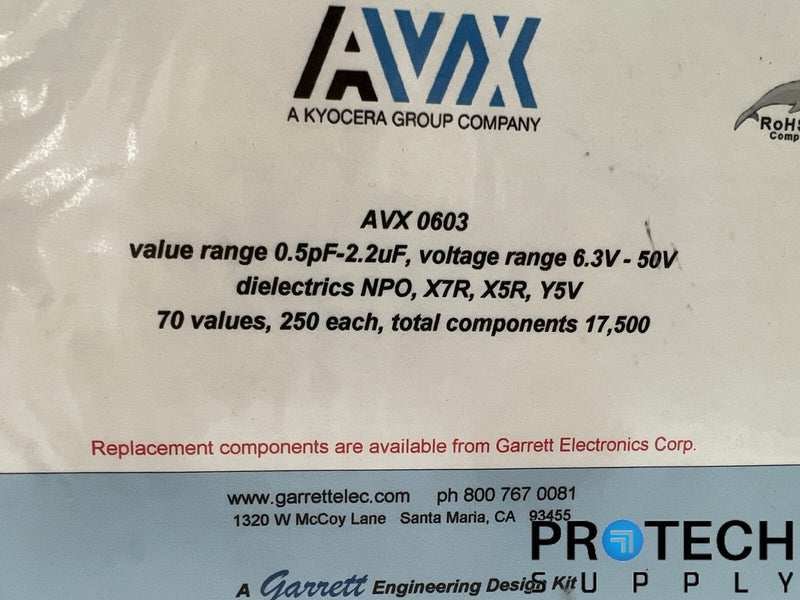 AVX
A KYOCERA GROUP COMPANY
RoHS
Comp
AVX 0603
value range 0.5pF-2.2uF, voltage range 6.3V - 50V
dielectrics NPO, X7R, X5R, Y5V
70 values, 250 each, total components 17,500
Replacement components are available from Garrett Electronics Corp.
www.garrettelec.com ph 800 767 0081
1320 W McCoy Lane Santa Maria, CA 93455
A Garrett Engineering Design Kit
PROTECH
SUPPLY